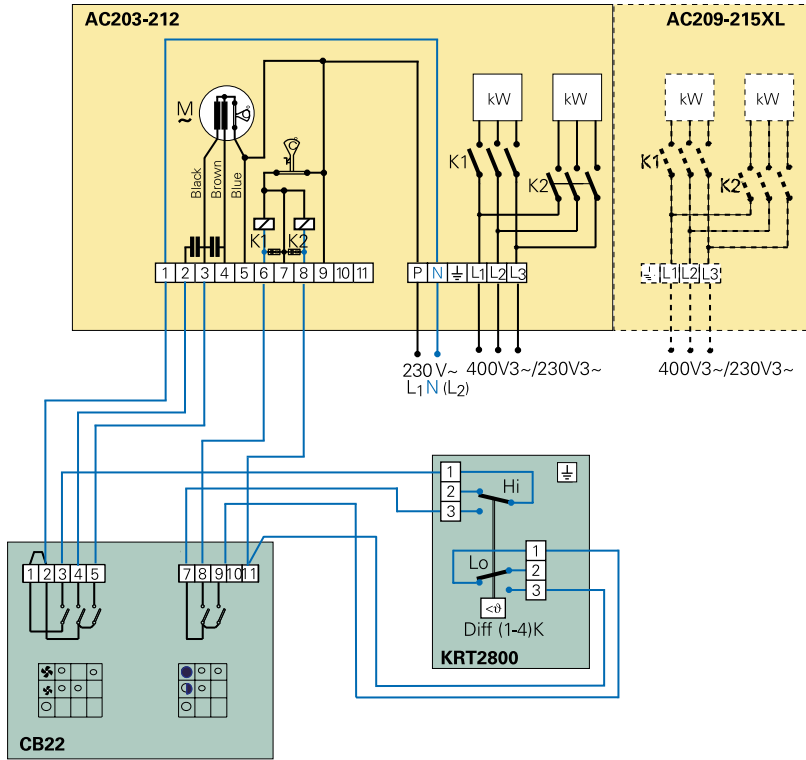 AC203-212
AC209-215XL
M
~
Black
Brown
Blue
K1
K2
kW
kW
K1
K2
kW
kW
K1
K2
1 2 3 4 5 6 7 8 9 10 11
P N L1 L2 L3
L1 L2 L3
230 V~
L1 N (L2)
400V3~/230V3~
400V3~/230V3~
1
2
3
Hi
Lo
1
2
3
<ϑ
Diff (1-4)K
KRT2800
1 2 3 4 5
7 8 9 10 11
CB22